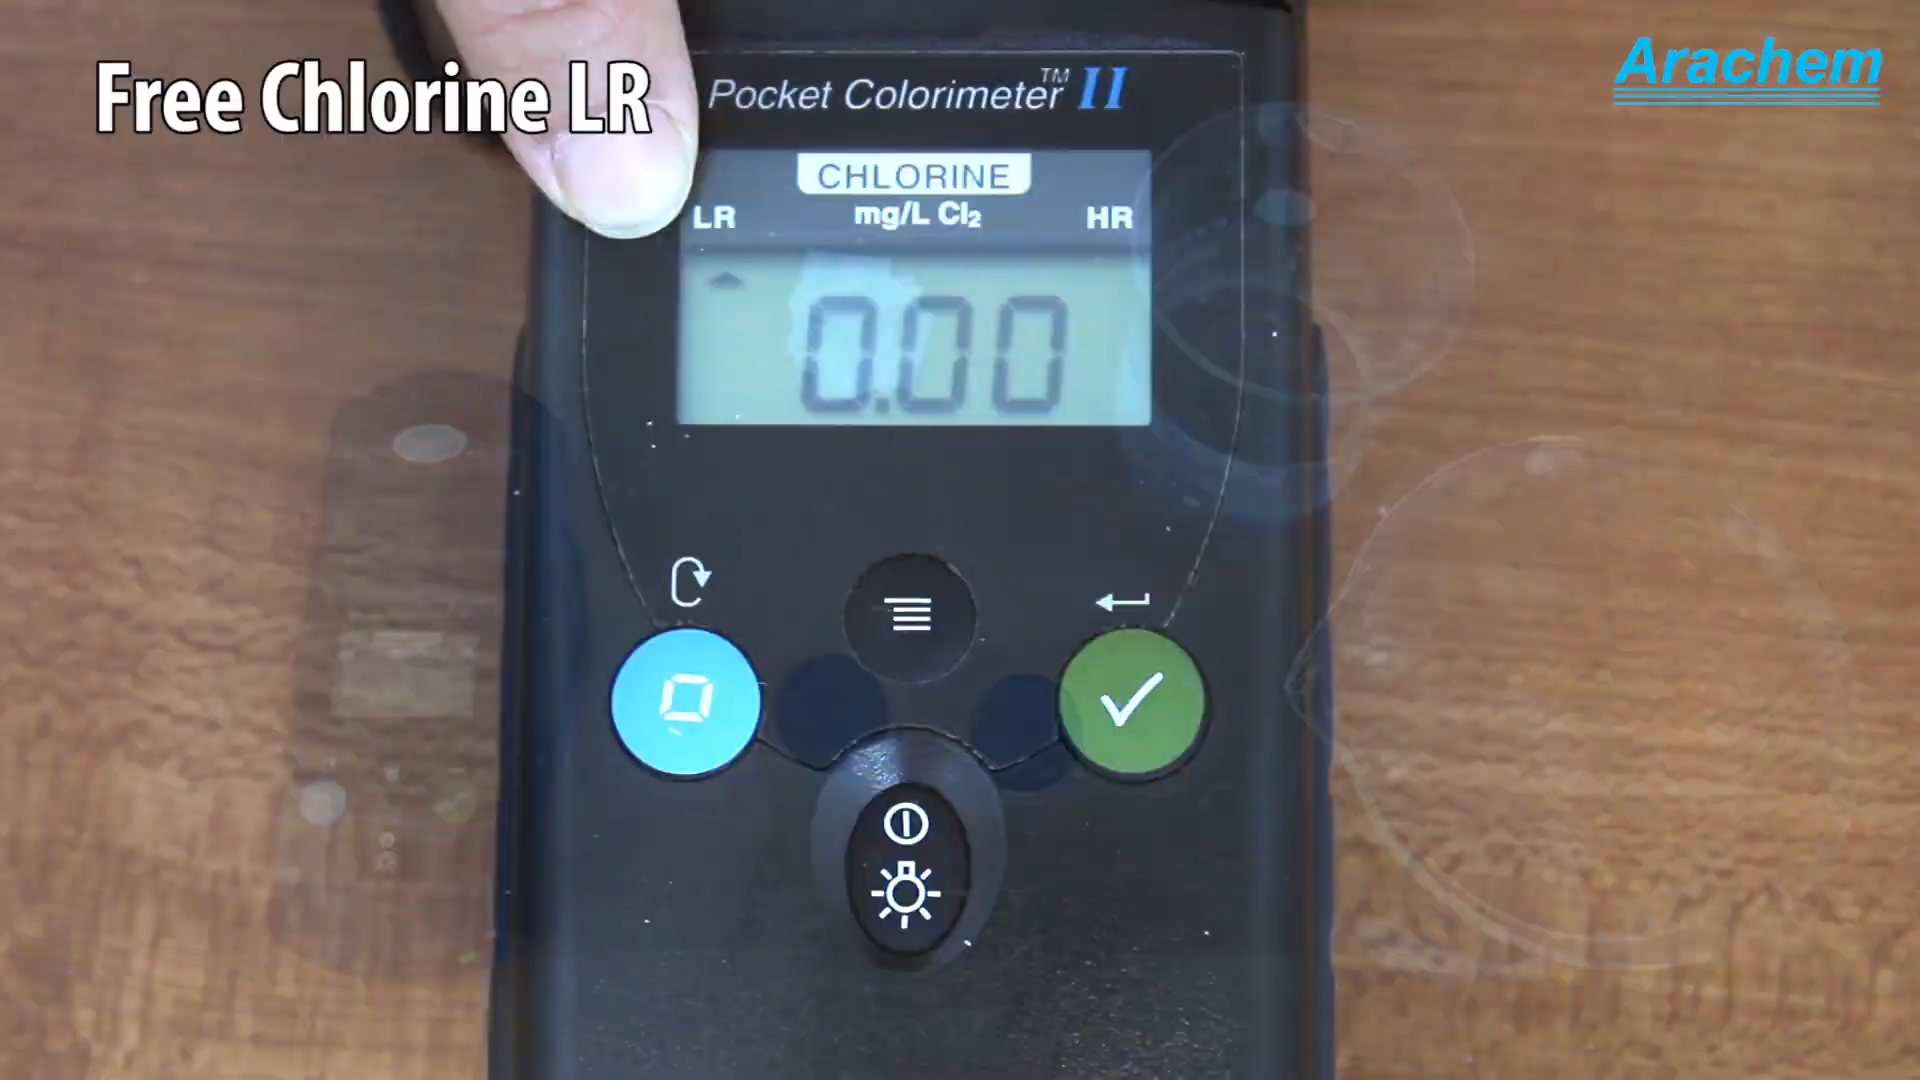 Free Chlorine LR
Arachem
Pocket Colorimeter™ II
CHLORINE
LR mg/L Cl₂ HR
0.00